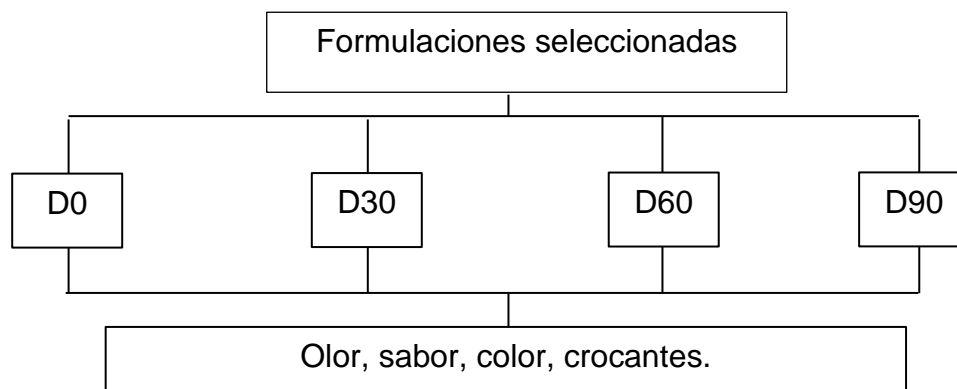 Formulaciones seleccionadas
D0
D30
D60
D90
Olor, sabor, color, crocantes.